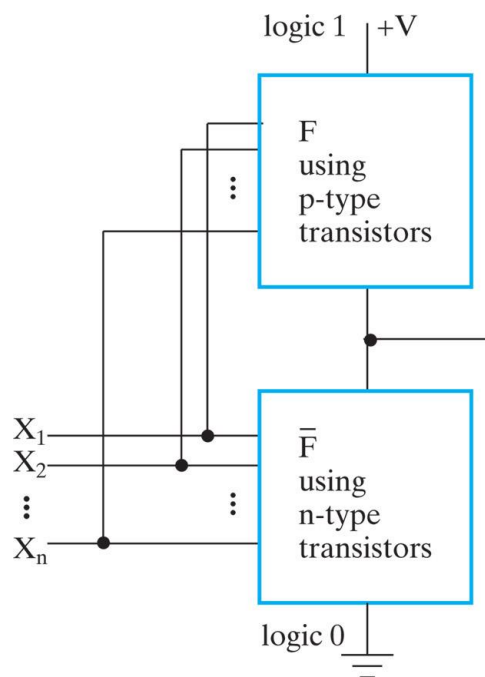 logic 1 +V
F
using
p-type
transistors
X1
X2
Xn
F̅
using
n-type
transistors
logic 0